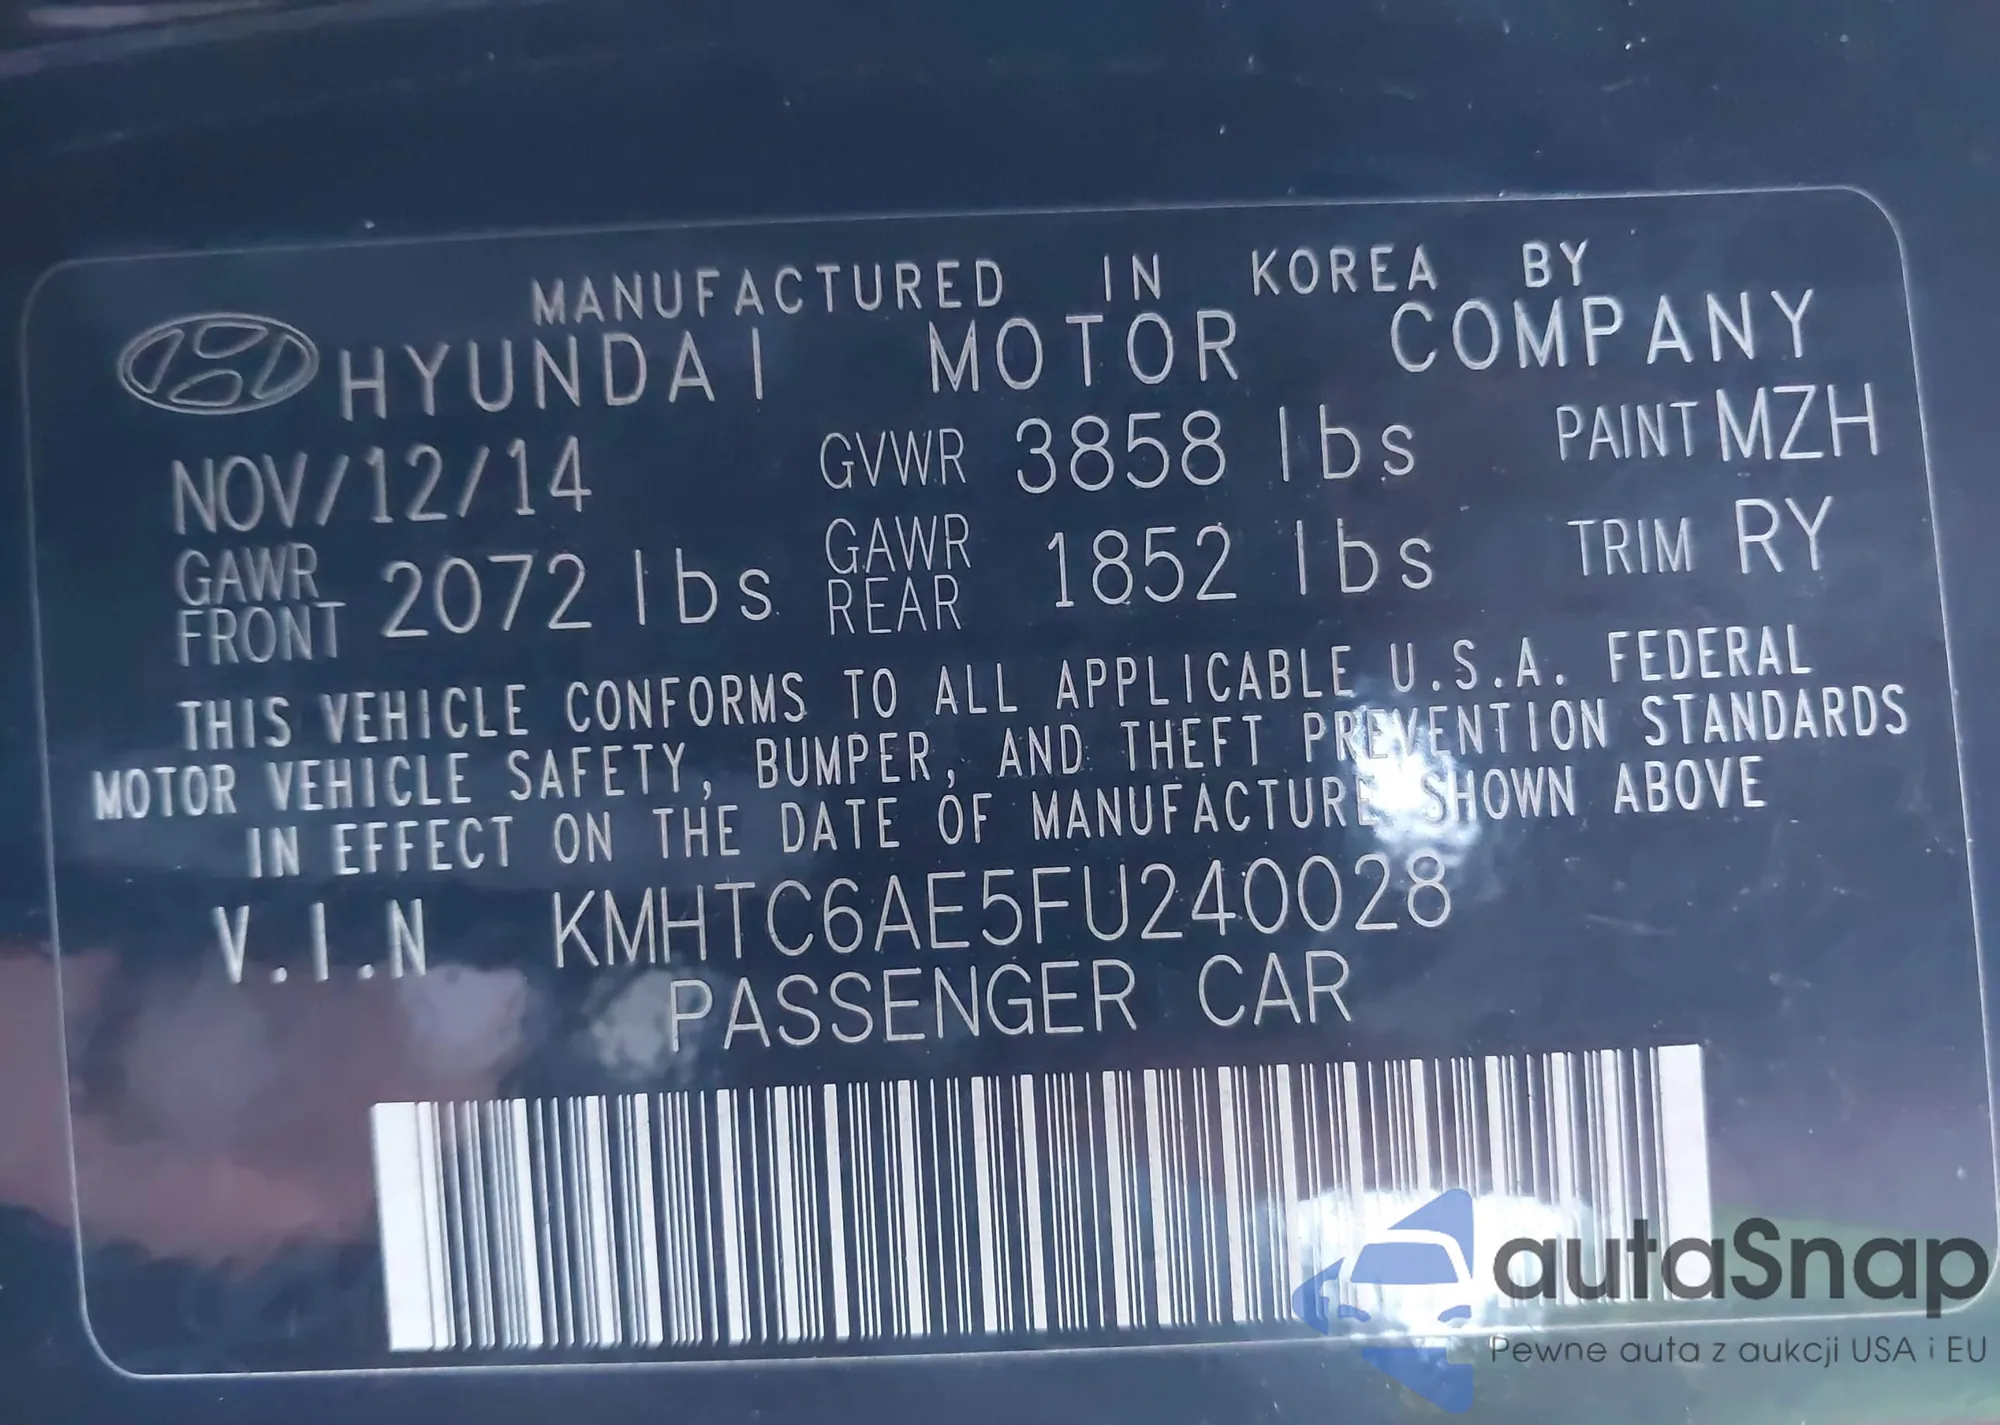 MANUFACTURED IN KOREA BY
HYUNDAI MOTOR COMPANY
NOV/12/14 GVWR 3858 lbs PAINT MZH
GAWR FRONT 2072 lbs GAWR REAR 1852 lbs TRIM RY
THIS VEHICLE CONFORMS TO ALL APPLICABLE U.S.A. FEDERAL
MOTOR VEHICLE SAFETY, BUMPER, AND THEFT PREVENTION STANDARDS
IN EFFECT ON THE DATE OF MANUFACTURE SHOWN ABOVE
V.I.N KMHTC6AE5FU240028
PASSENGER CAR
autaSnap
Pewne auta z aukcji USA i EU